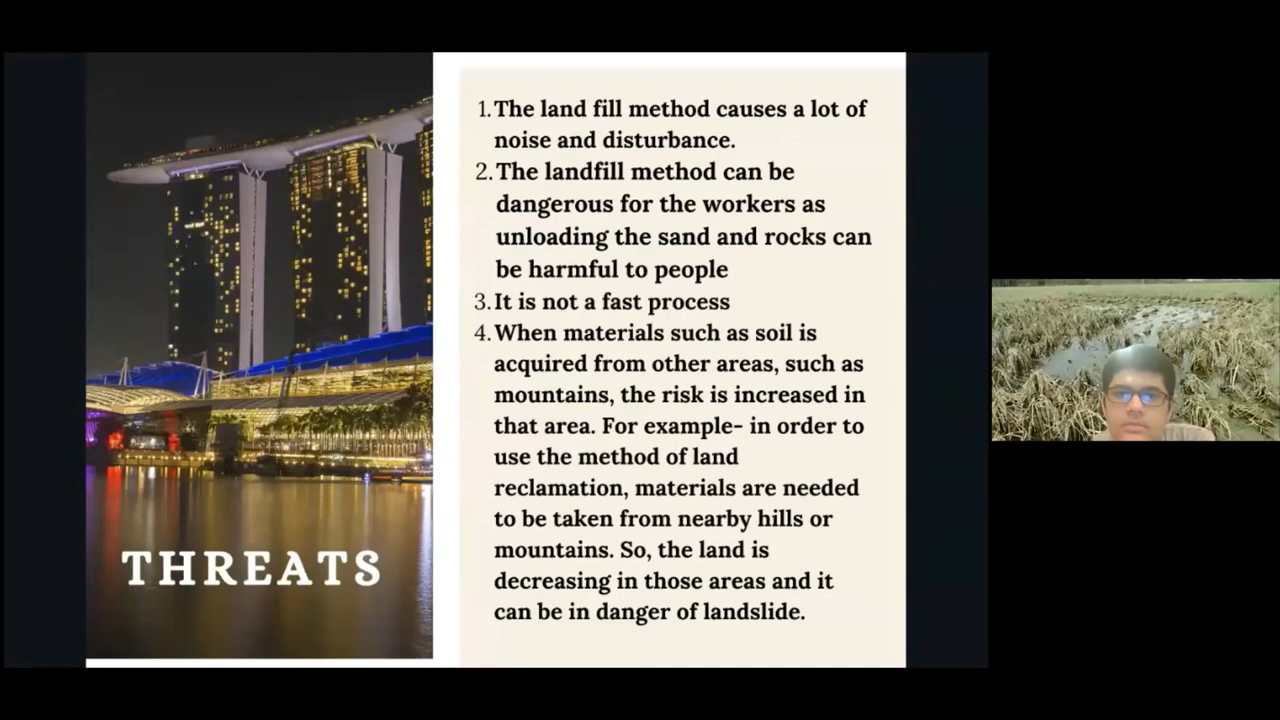 THREATS
1. The land fill method causes a lot of
noise and disturbance.
2. The landfill method can be
dangerous for the workers as
unloading the sand and rocks can
be harmful to people
3. It is not a fast process
4. When materials such as soil is
acquired from other areas, such as
mountains, the risk is increased in
that area. For example- in order to
use the method of land
reclamation, materials are needed
to be taken from nearby hills or
mountains. So, the land is
decreasing in those areas and it
can be in danger of landslide.